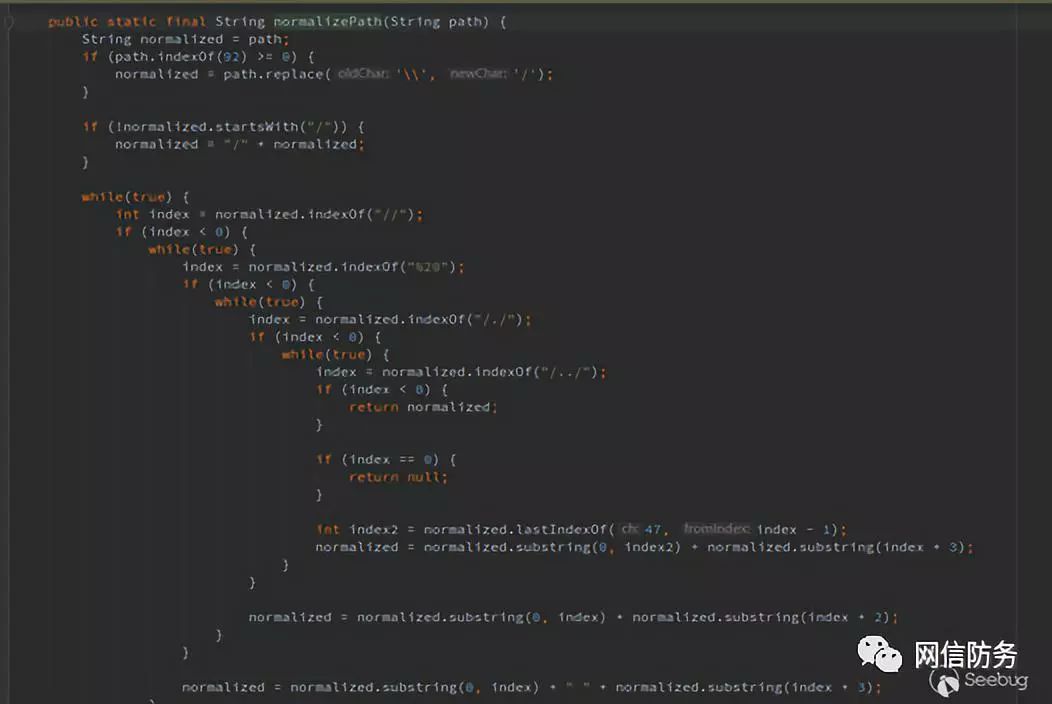 public static final String normalizePath(String path) {
String normalized = path;
if (path.indexOf(92) >= 0) {
normalized = path.replace( oldChar: '\\', newChar: '/');
}
if (!normalized.startsWith("/")) {
normalized = "/" + normalized;
}
while(true) {
int index = normalized.indexOf("//");
if (index < 0) {
while(true) {
index = normalized.indexOf("%20");
if (index < 0) {
while(true) {
index = normalized.indexOf("/./");
if (index < 0) {
while(true) {
index = normalized.indexOf("/../");
if (index < 0) {
return normalized;
}
if (index == 0) {
return null;
}
int index2 = normalized.lastIndexOf( ch: 47, fromIndex: index - 1);
normalized = normalized.substring(0, index2) + normalized.substring(index + 3);
}
}
normalized = normalized.substring(0, index) + normalized.substring(index + 2);
}
}
normalized = normalized.substring(0, index) + " " + normalized.substring(index + 3);
}
网信防务
Seebug